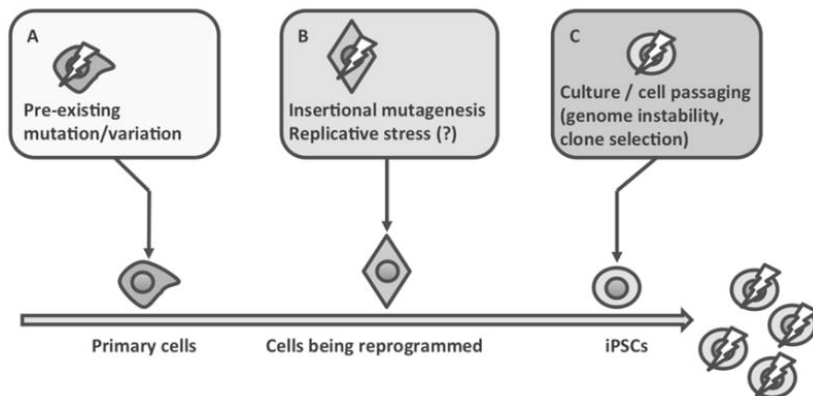 A
Pre-existing
mutation/variation
B
Insertional mutagenesis
Replicative stress (?)
C
Culture / cell passaging
(genome instability,
clone selection)
Primary cells
Cells being reprogrammed
iPSCs